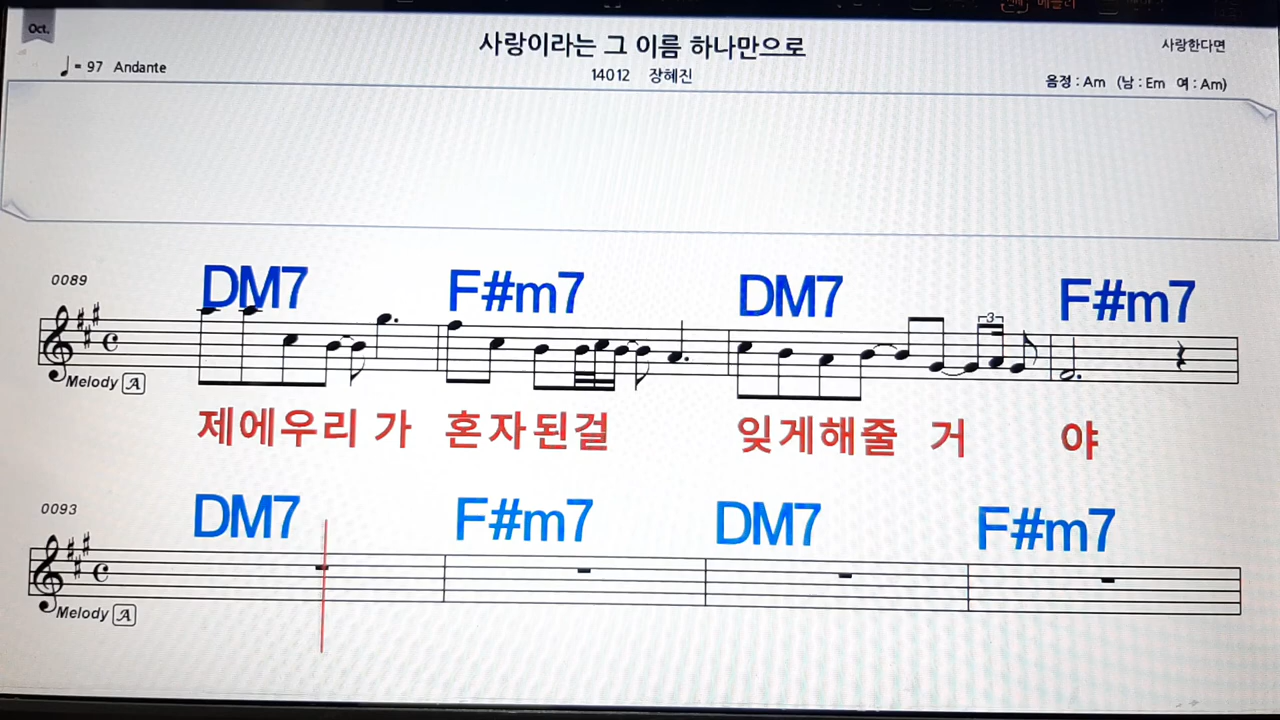 Oct.
사랑이라는 그 이름 하나만으로
사랑한다면
♩= 97 Andante
14012 장혜진
음정 : Am (남 : Em 여 : Am)
0089
DM7 F#m7 DM7 F#m7
3
Melody A
제에우리 가 혼자된걸 잊게해줄 거 야
0093
DM7 F#m7 DM7 F#m7
Melody A